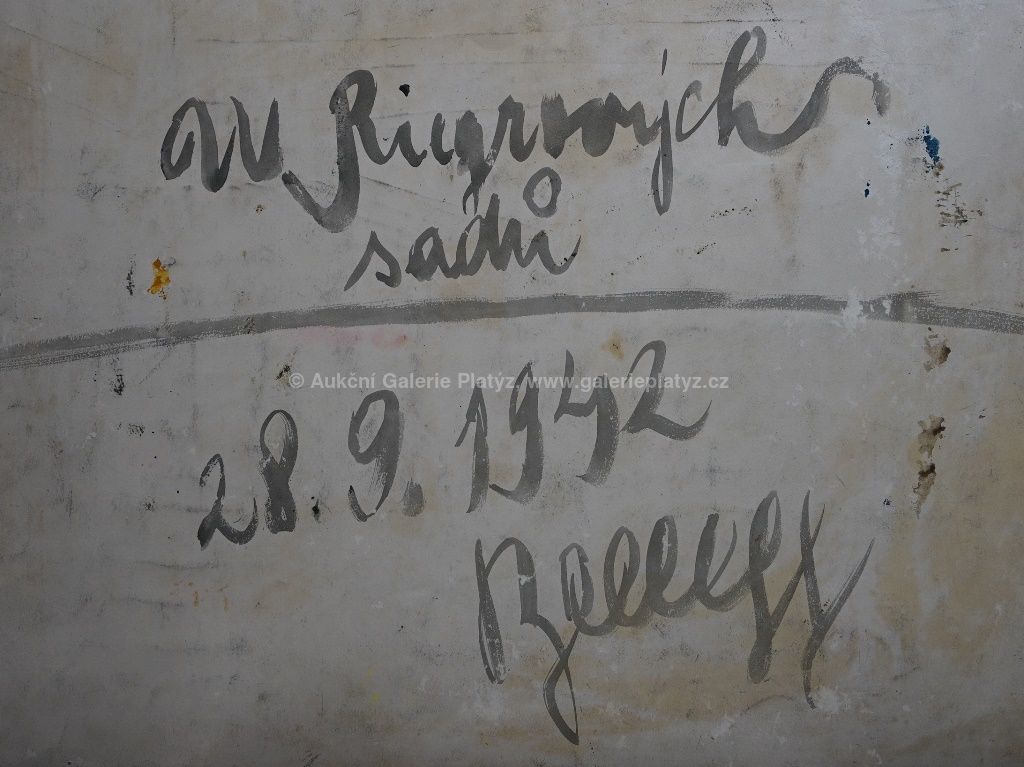 V Riegrových
sadů
© Aukční Galerie Platýz, www.galerieplatyz.cz
28. 9. 1942